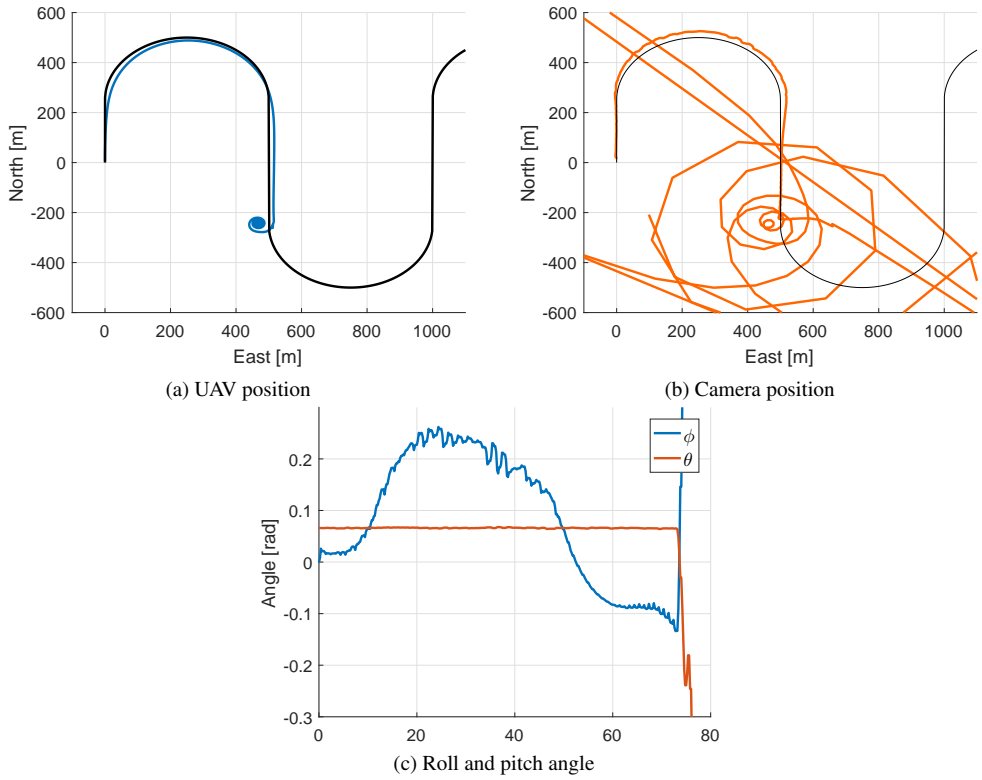 600
400
200
0
-200
-400
-600
North [m]
0 200 400 600 800 1000
East [m]
(a) UAV position
600
400
200
0
-200
-400
-600
North [m]
0 200 400 600 800 1000
East [m]
(b) Camera position
0.2
0.1
0
-0.1
-0.2
-0.3
Angle [rad]
ϕ
θ
0 20 40 60 80
(c) Roll and pitch angle